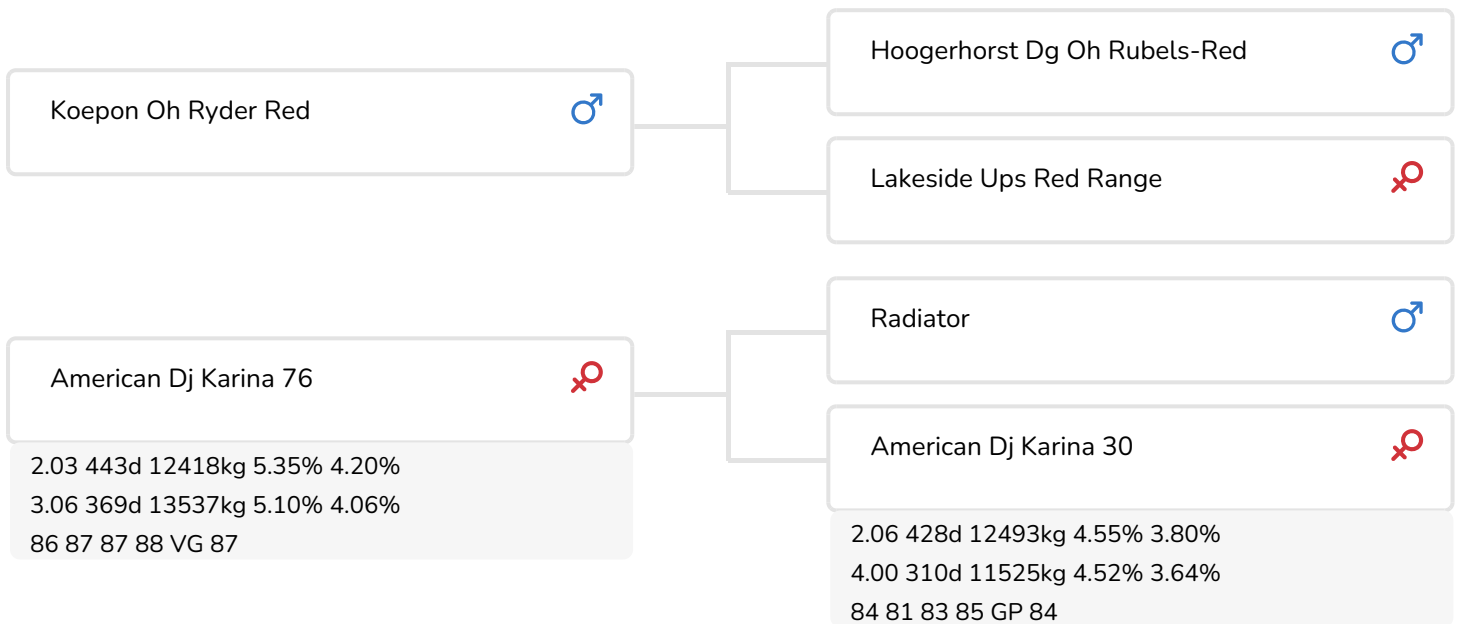 Koepon Oh Ryder Red
Hoogerhorst Dg Oh Rubels-Red
Lakeside Ups Red Range
American Dj Karina 76
2.03 443d 12418kg 5.35% 4.20%
3.06 369d 13537kg 5.10% 4.06%
86 87 87 88 VG 87
Radiator
American Dj Karina 30
2.06 428d 12493kg 4.55% 3.80%
4.00 310d 11525kg 4.52% 3.64%
84 81 83 85 GP 84